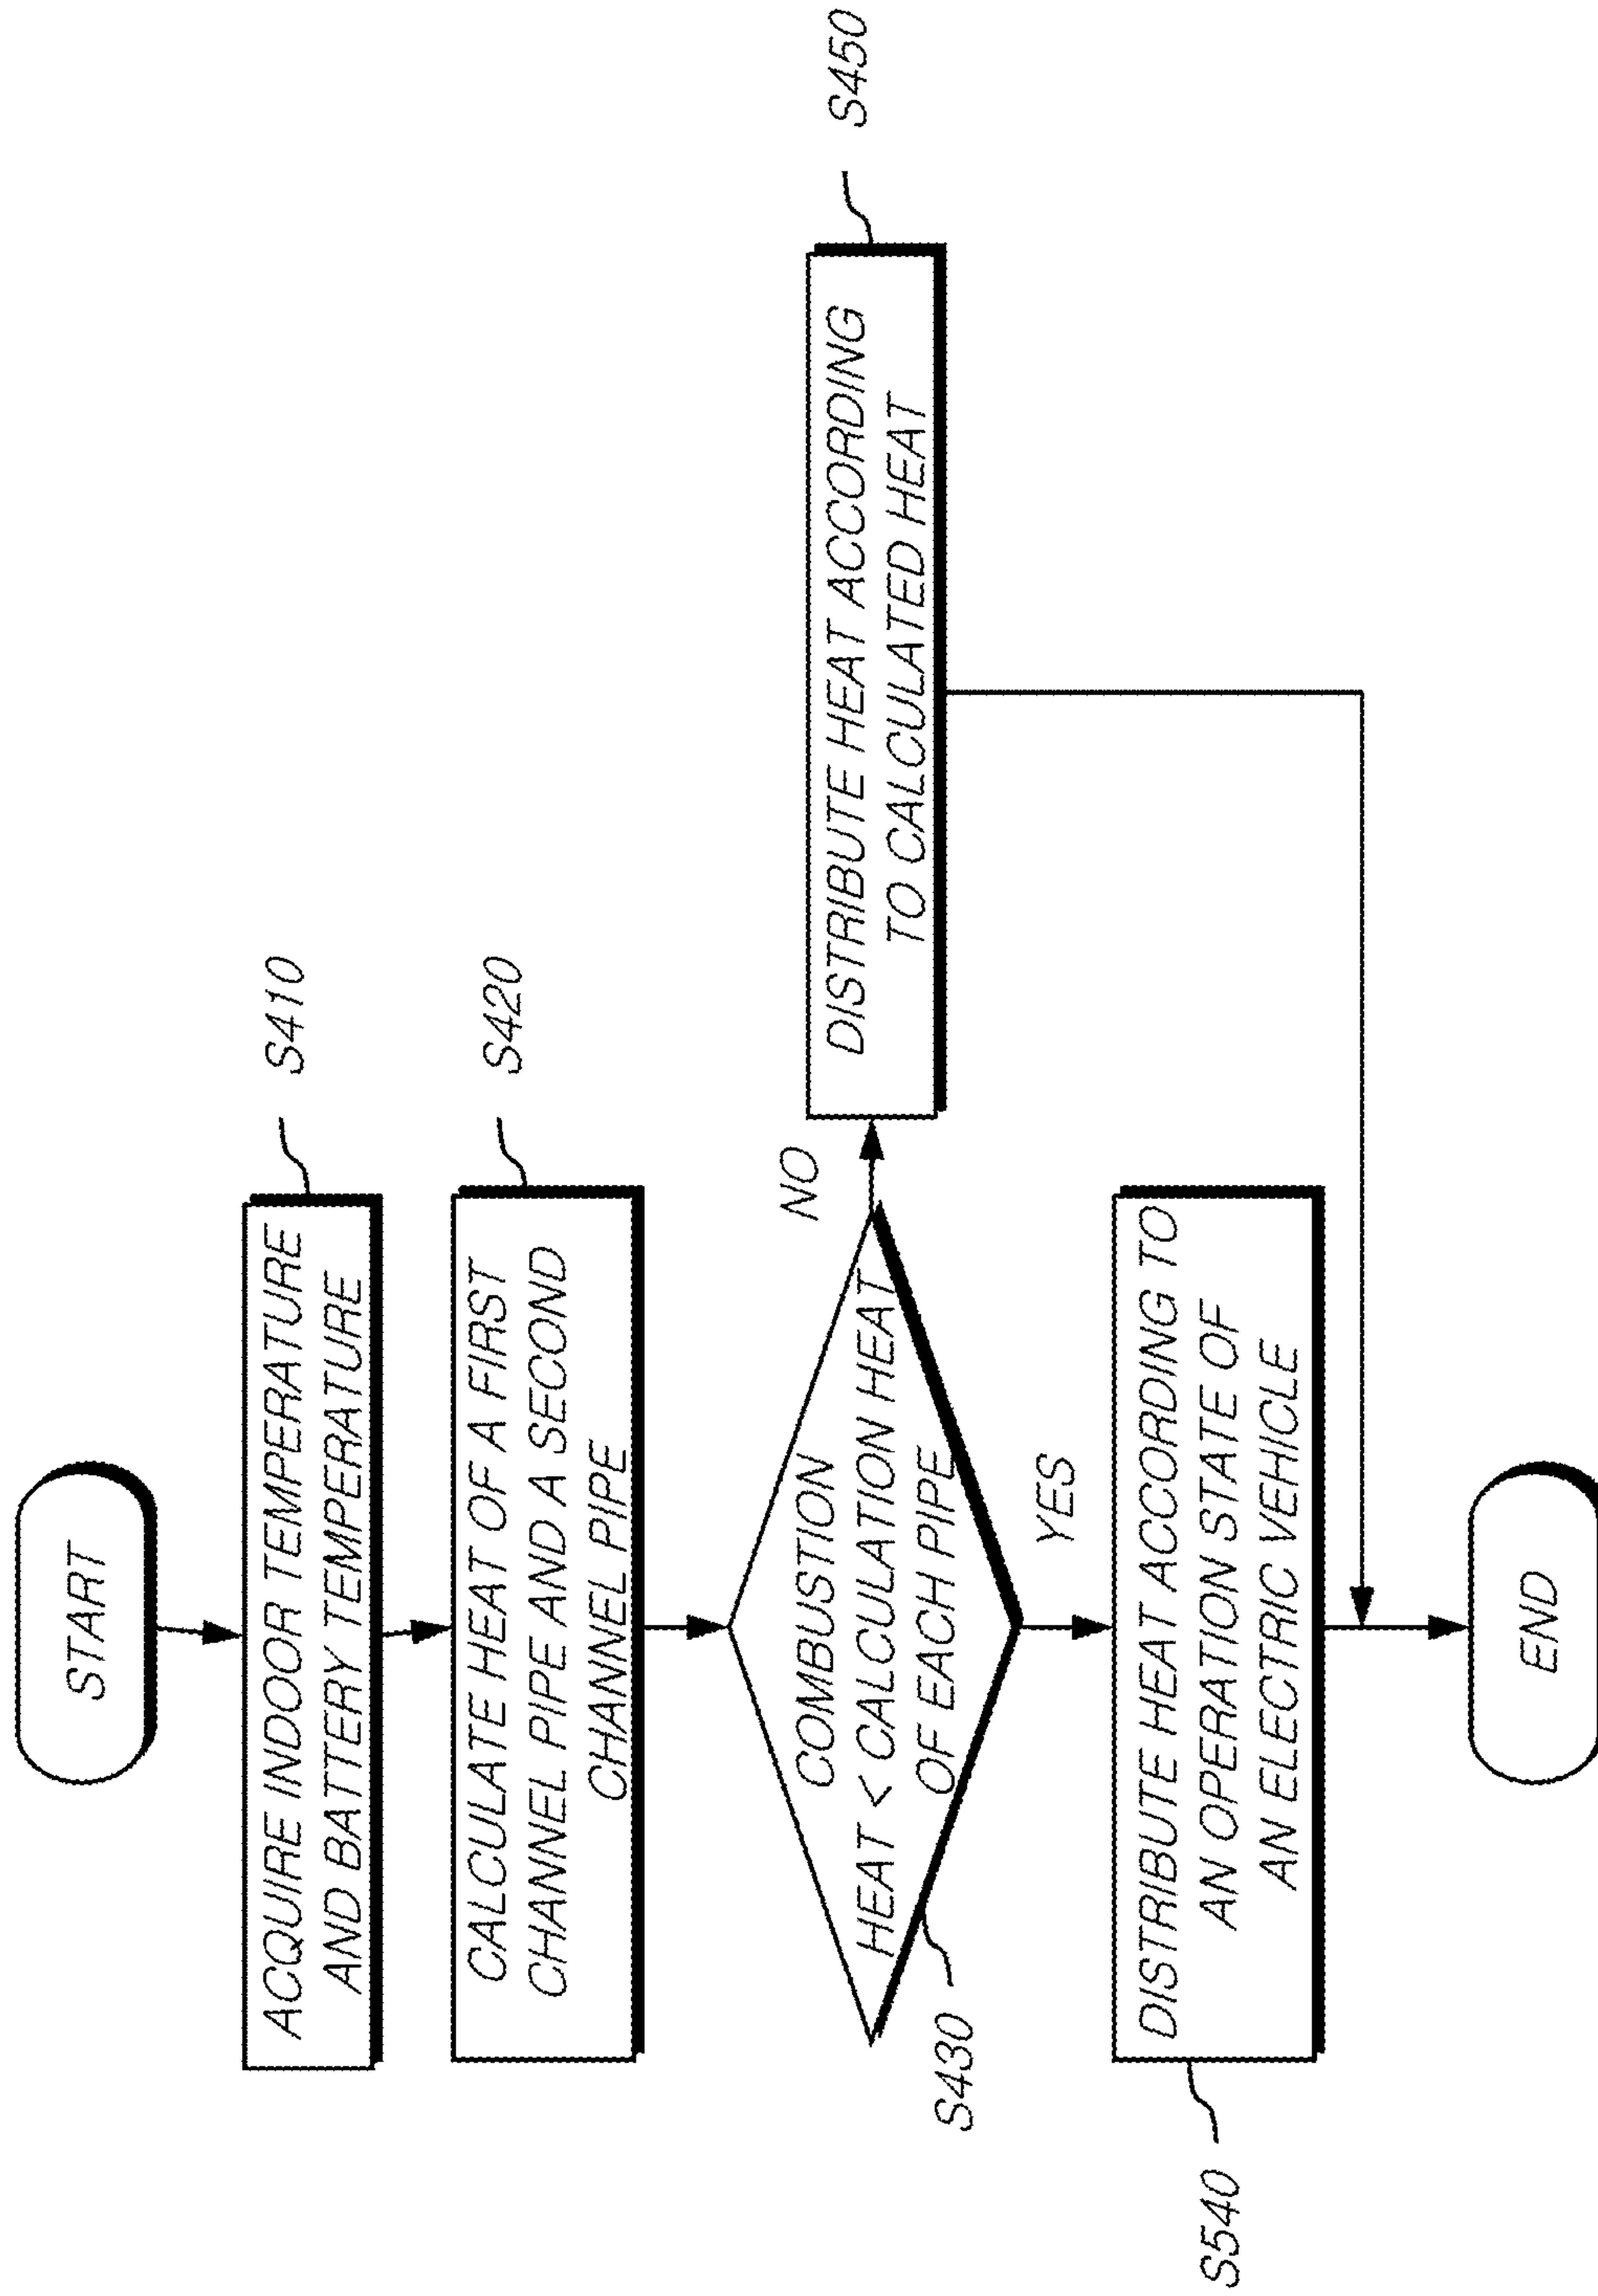 START
ACQUIRE INDOOR TEMPERATURE
AND BATTERY TEMPERATURE
S410
CALCULATE HEAT OF A FIRST
CHANNEL PIPE AND A SECOND
CHANNEL PIPE
S420
COMBUSTION
HEAT < CALCULATION HEAT
OF EACH PIPE
S430
NO
DISTRIBUTE HEAT ACCORDING
TO CALCULATED HEAT
S450
YES
DISTRIBUTE HEAT ACCORDING TO
AN OPERATION STATE OF
AN ELECTRIC VEHICLE
S540
END